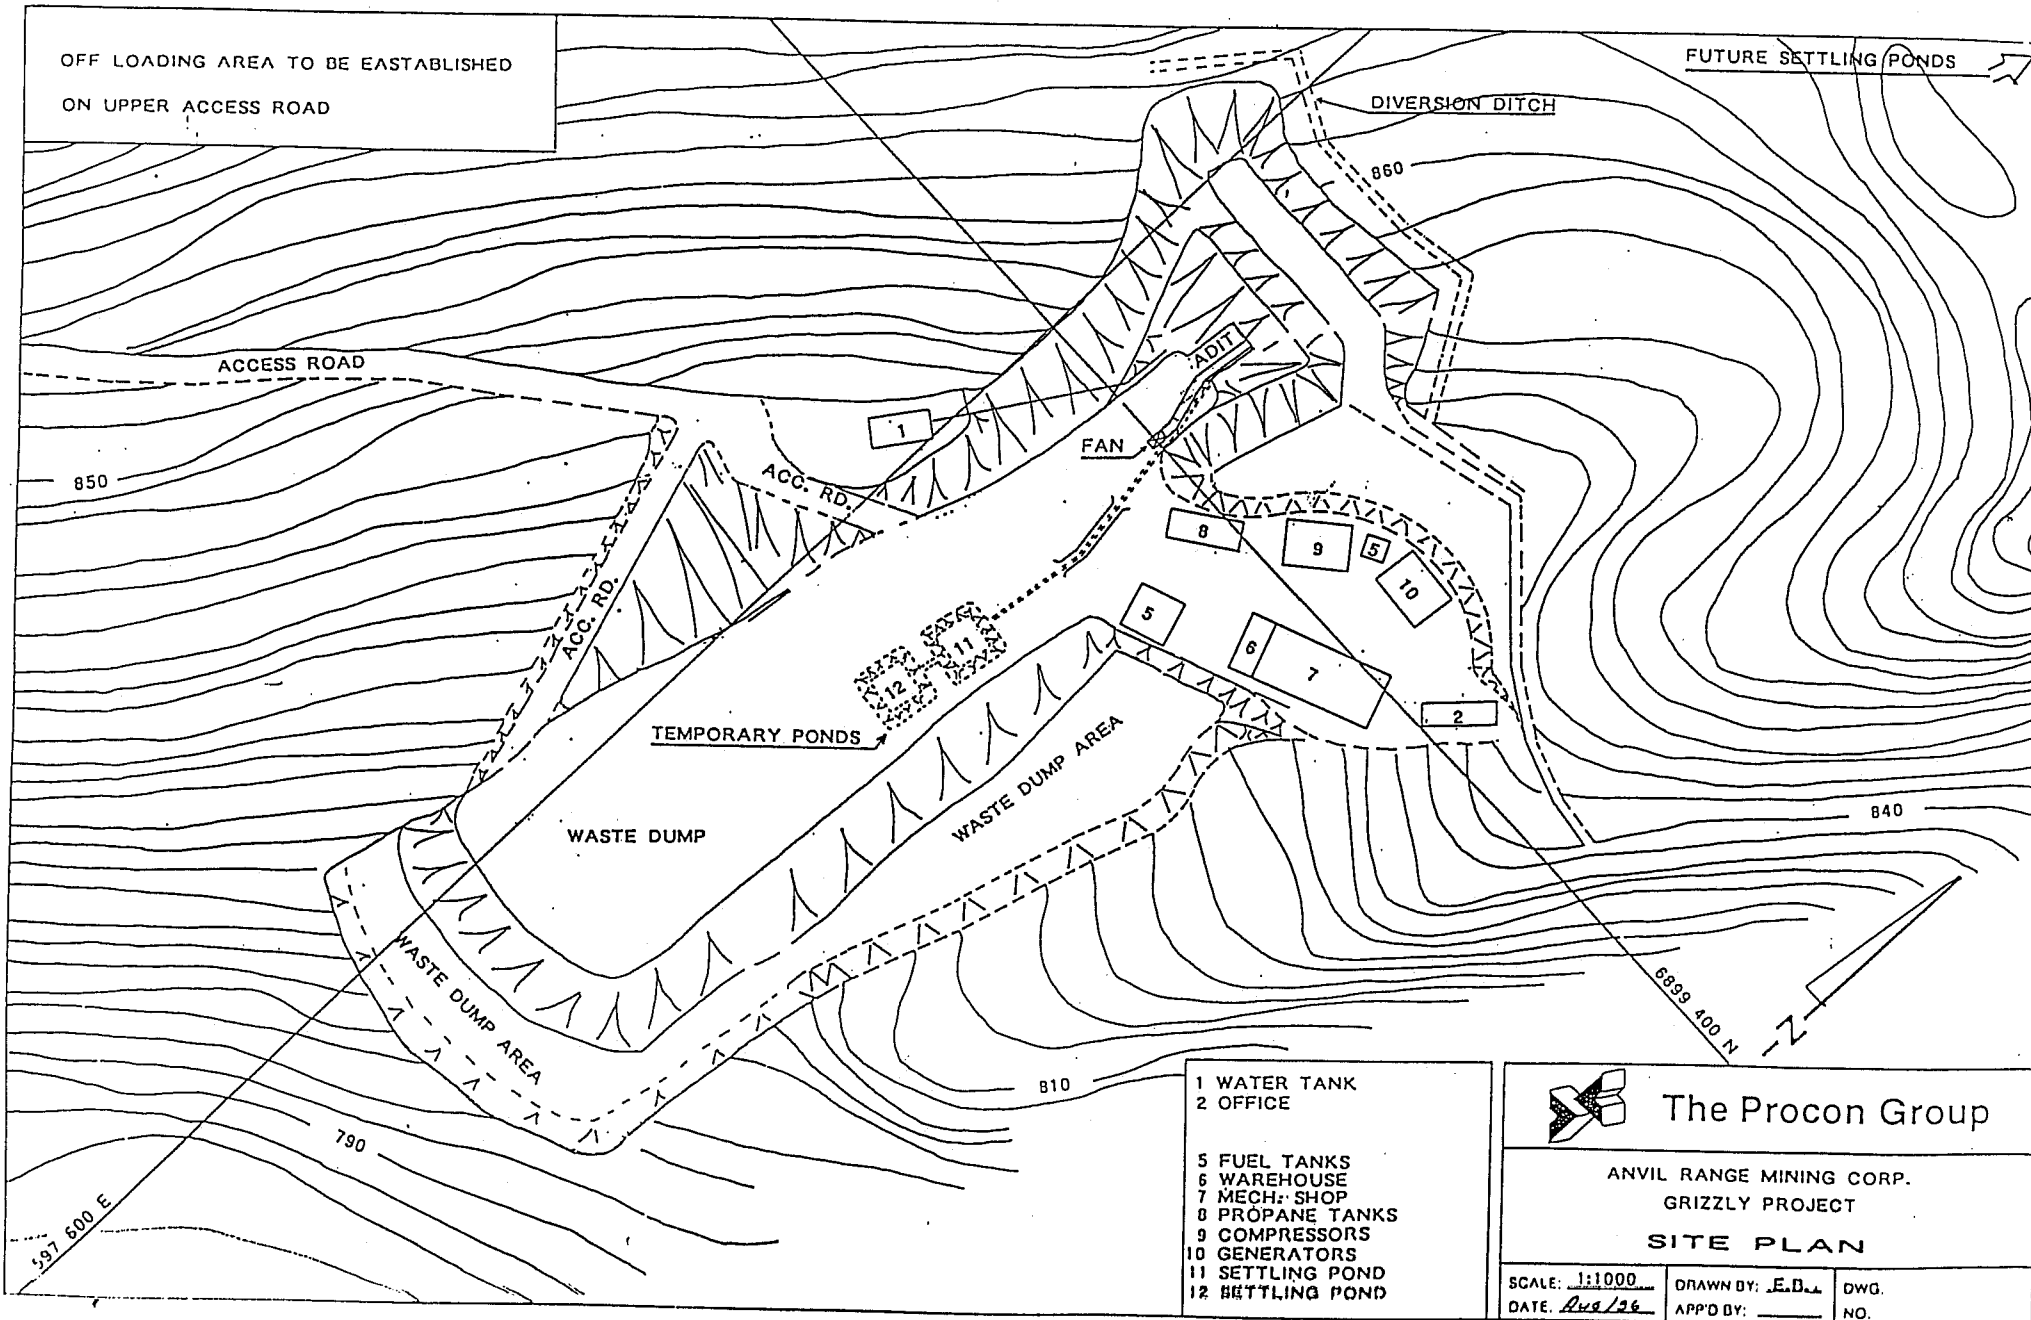 OFF LOADING AREA TO BE EASTABLISHED
ON UPPER ACCESS ROAD
FUTURE SETTLING PONDS
DIVERSION DITCH
860
ACCESS ROAD
ADIT
1
FAN
850
ACC. RD.
8
9
5
10
ACC. RD.
5
11
6
7
12
2
TEMPORARY PONDS
WASTE DUMP AREA
WASTE DUMP
840
WASTE DUMP AREA
6899 400 N
N
810
790
597 600 E
1 WATER TANK
2 OFFICE
5 FUEL TANKS
6 WAREHOUSE
7 MECH. SHOP
8 PROPANE TANKS
9 COMPRESSORS
10 GENERATORS
11 SETTLING POND
12 SETTLING POND
The Procon Group
ANVIL RANGE MINING CORP.
GRIZZLY PROJECT
SITE PLAN
SCALE: 1:1000
DRAWN BY: E.B.
DWG.
DATE. Aug/26
APP'D BY:
NO.